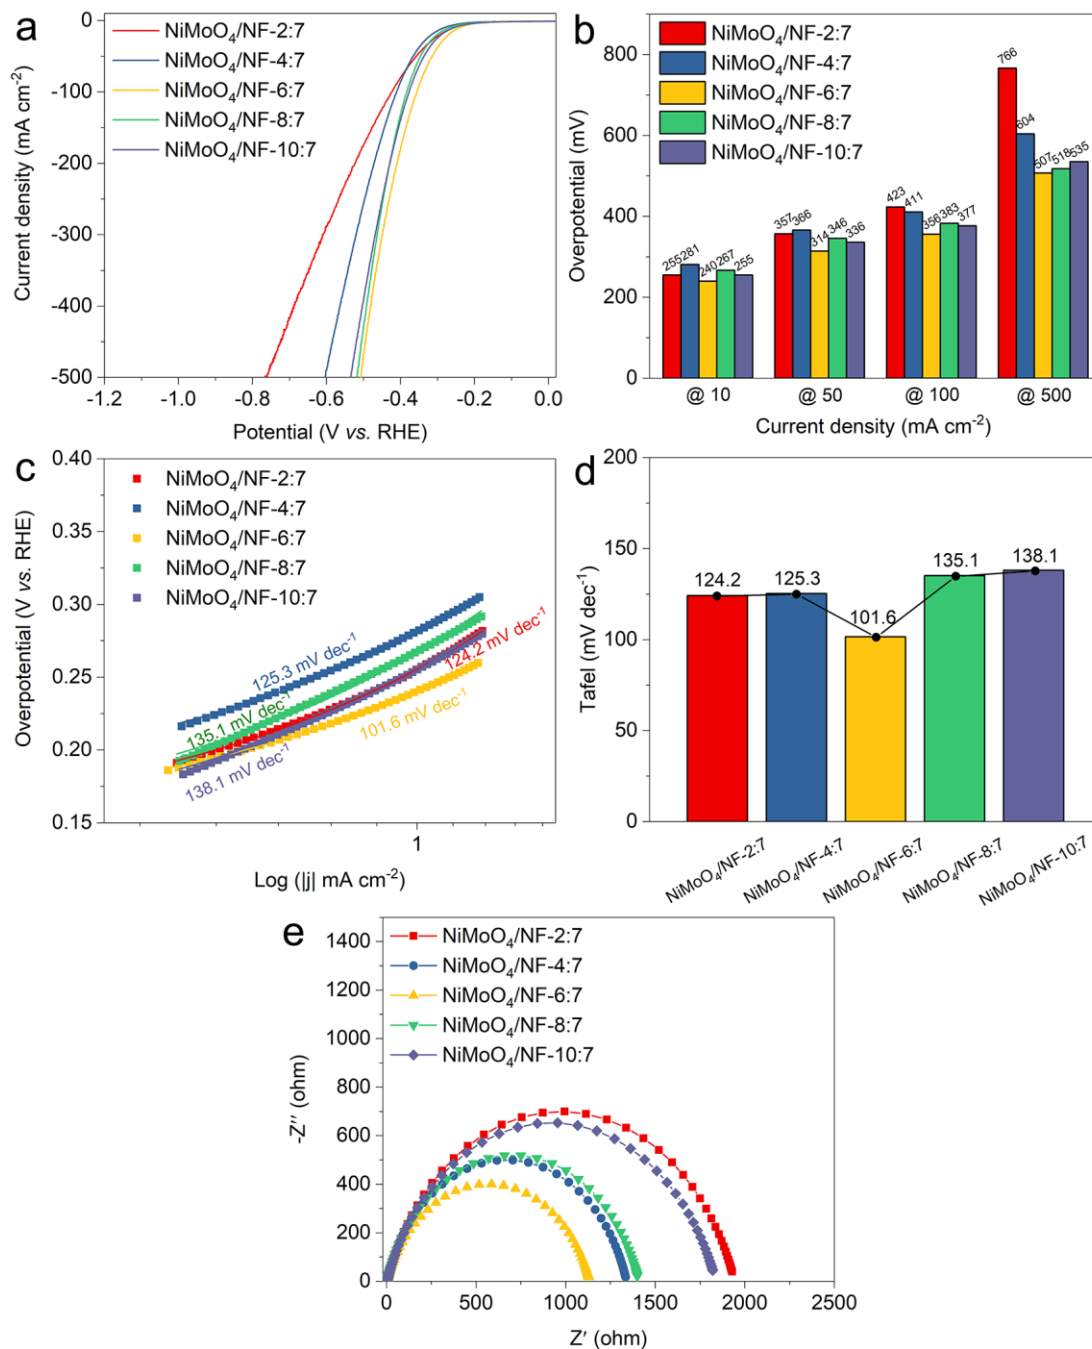 a
NiMoO₄/NF-2:7
NiMoO₄/NF-4:7
NiMoO₄/NF-6:7
NiMoO₄/NF-8:7
NiMoO₄/NF-10:7
0
-100
-200
-300
-400
-500
Current density (mA cm⁻²)
-1.2 -1.0 -0.8 -0.6 -0.4 -0.2 0.0
Potential (V vs. RHE)
b
NiMoO₄/NF-2:7
NiMoO₄/NF-4:7
NiMoO₄/NF-6:7
NiMoO₄/NF-8:7
NiMoO₄/NF-10:7
800
600
400
200
0
Overpotential (mV)
255 281 240 267 255
357 366 314 346 336
423 411 356 383 377
766 604 507 518 535
@ 10 @ 50 @ 100 @ 500
Current density (mA cm⁻²)
c
NiMoO₄/NF-2:7
NiMoO₄/NF-4:7
NiMoO₄/NF-6:7
NiMoO₄/NF-8:7
NiMoO₄/NF-10:7
0.40
0.35
0.30
0.25
0.20
0.15
Overpotential (V vs. RHE)
125.3 mV dec⁻¹
124.2 mV dec⁻¹
135.1 mV dec⁻¹
101.6 mV dec⁻¹
138.1 mV dec⁻¹
1
Log (|j| mA cm⁻²)
d
200
150
100
50
0
Tafel (mV dec⁻¹)
124.2 125.3 101.6 135.1 138.1
NiMoO₄/NF-2:7
NiMoO₄/NF-4:7
NiMoO₄/NF-6:7
NiMoO₄/NF-8:7
NiMoO₄/NF-10:7
e
NiMoO₄/NF-2:7
NiMoO₄/NF-4:7
NiMoO₄/NF-6:7
NiMoO₄/NF-8:7
NiMoO₄/NF-10:7
1400
1200
1000
800
600
400
200
0
-Z′′ (ohm)
0 500 1000 1500 2000 2500
Z′ (ohm)